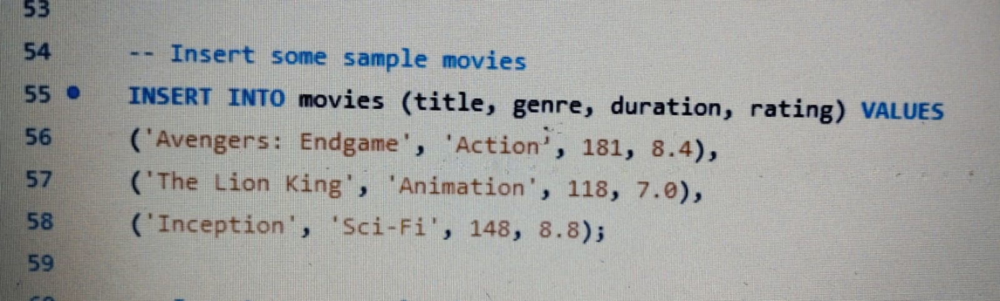 53
54 -- Insert some sample movies
55 INSERT INTO movies (title, genre, duration, rating) VALUES
56 ('Avengers: Endgame', 'Action', 181, 8.4),
57 ('The Lion King', 'Animation', 118, 7.0),
58 ('Inception', 'Sci-Fi', 148, 8.8);
59